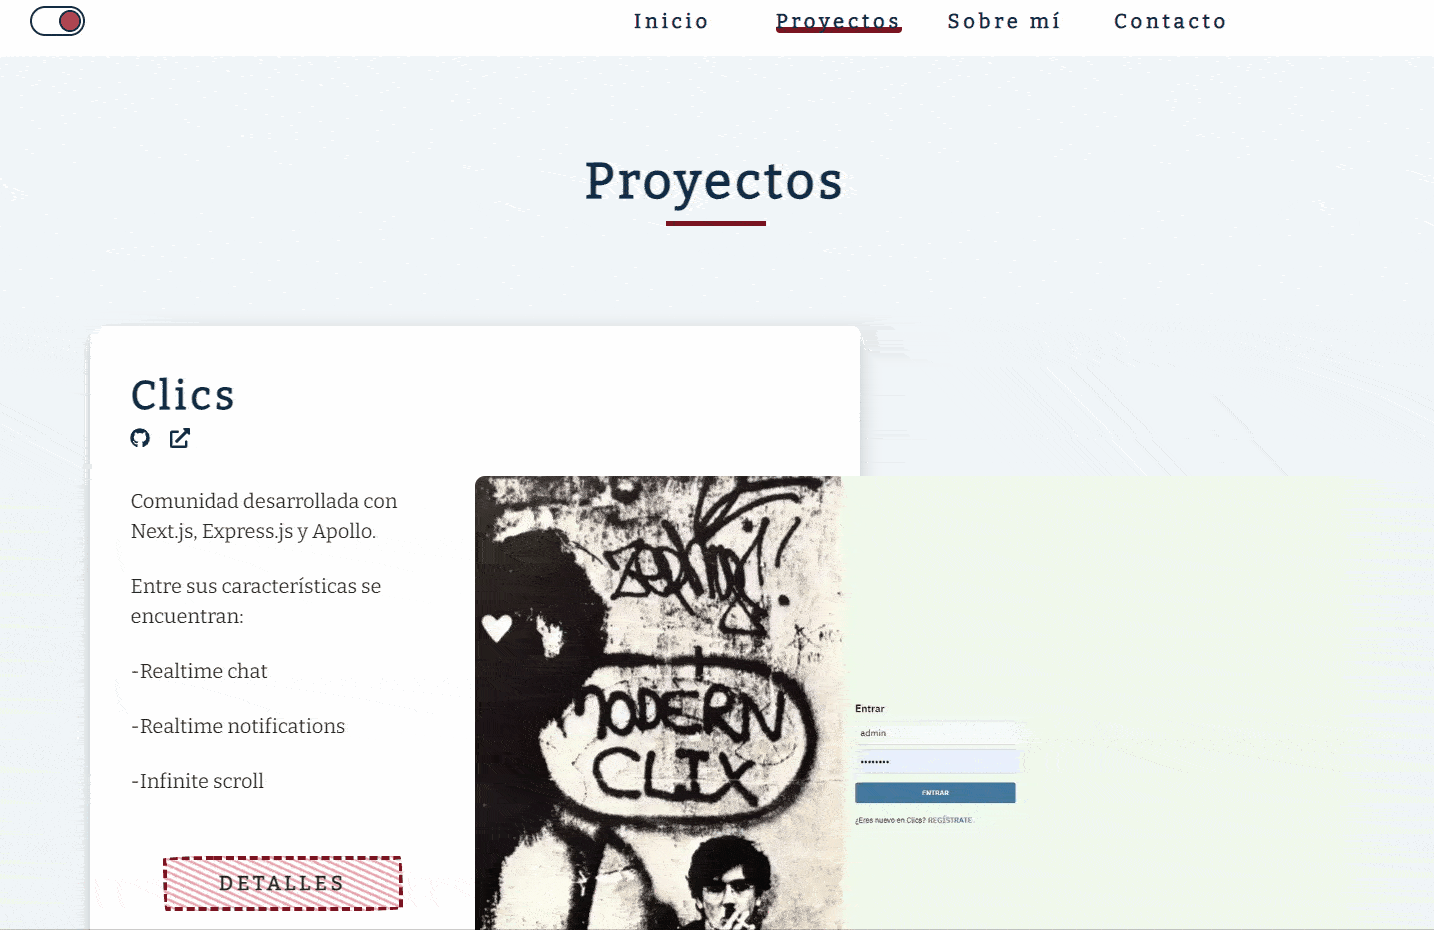 Inicio
Proyectos
Sobre mí
Contacto
Proyectos
Clics
Comunidad desarrollada con
Next.js, Express.js y Apollo.
Entre sus características se
encuentran:
-Realtime chat
-Realtime notifications
-Infinite scroll
DETALLES
MODERN
CLIX
Entrar
admin
••••••••
ENTRAR
¿Eres nuevo en Clics? REGÍSTRATE.